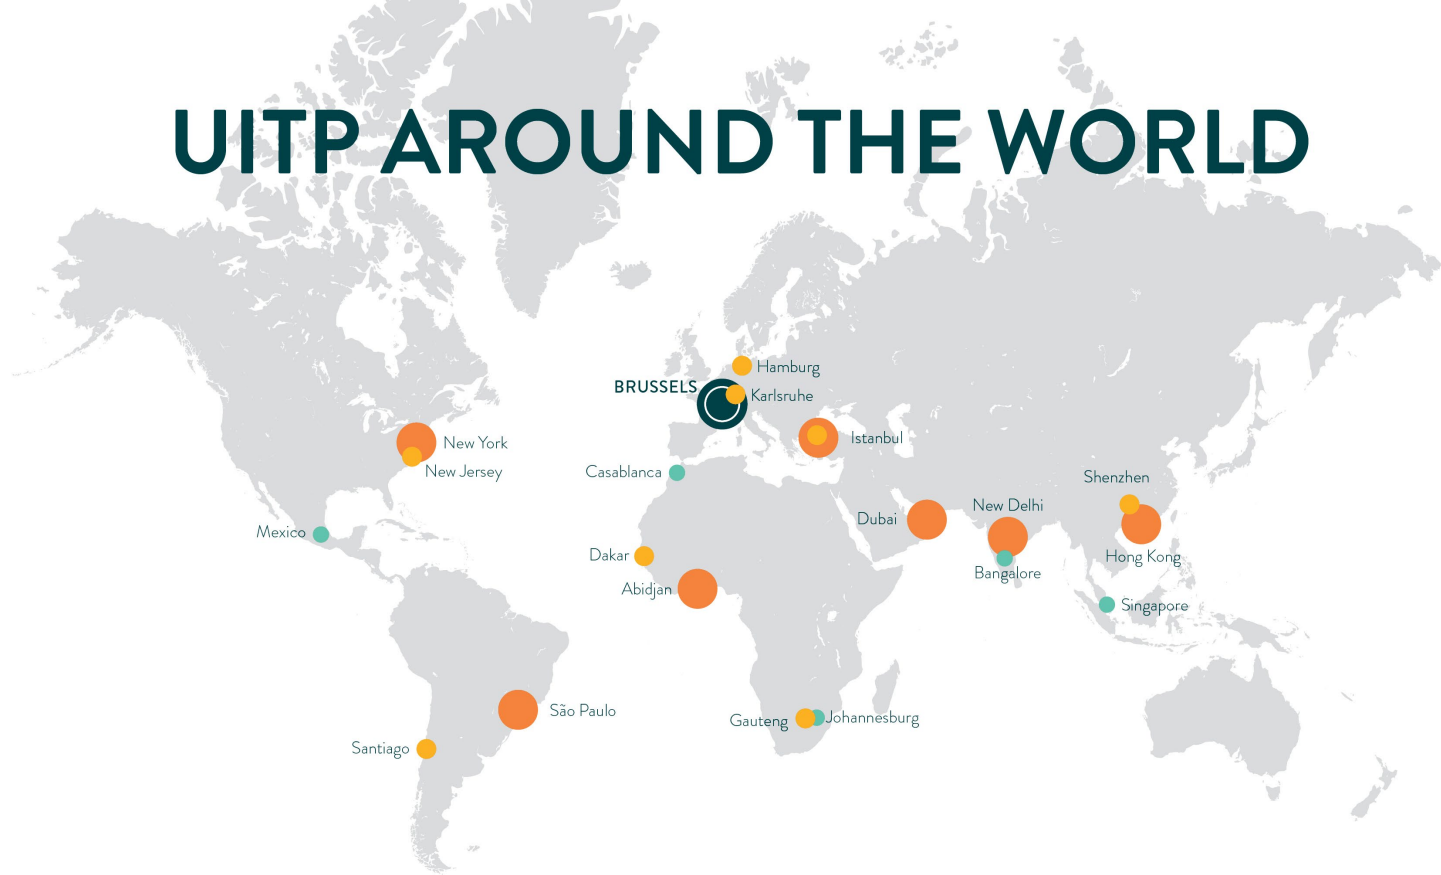 UITP AROUND THE WORLD
Hamburg
BRUSSELS
Karlsruhe
New York
Istanbul
New Jersey
Casablanca
Shenzhen
New Delhi
Dubai
Mexico
Dakar
Hong Kong
Bangalore
Abidjan
Singapore
São Paulo
Gauteng
Johannesburg
Santiago